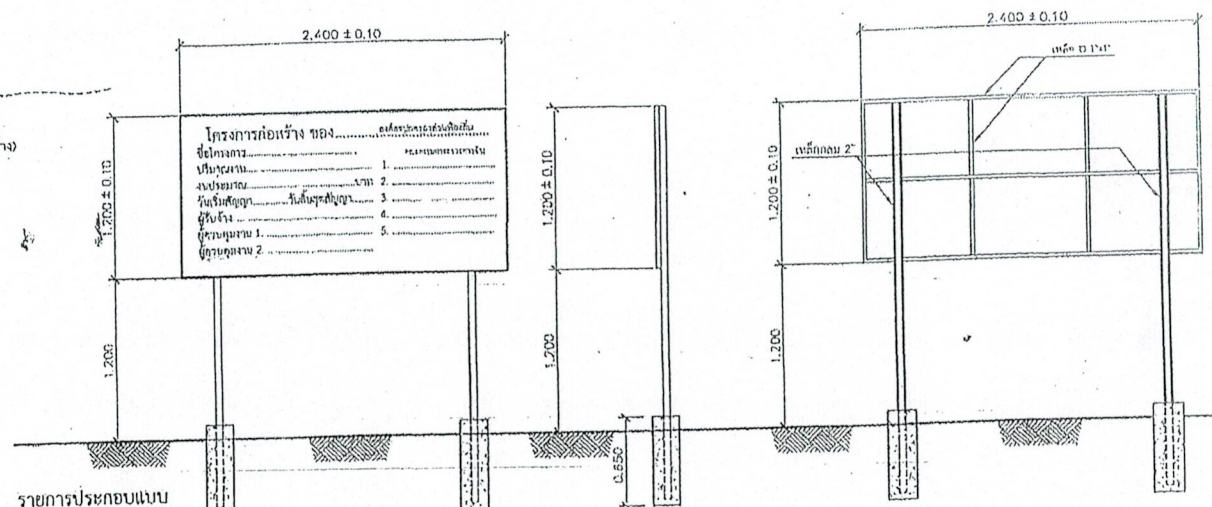 2.400 ± 0.10
2.400 ± 0.10
เหล็ก 1"x1"
โครงการก่อสร้าง ของ
ชื่อโครงการ
ปริมาณงาน 1.
งบประมาณ บาท 2.
วันเริ่มสัญญา วันสิ้นสุดสัญญา 3.
ผู้รับจ้าง 4.
ผู้ควบคุมงาน 1. 5.
ผู้ควบคุมงาน 2.
1.200 ± 0.10
1.200 ± 0.10
1.200 ± 0.10
เหล็กกลม 2"
1.200
1.200
1.200
0.850
รายการประกอบแบบ